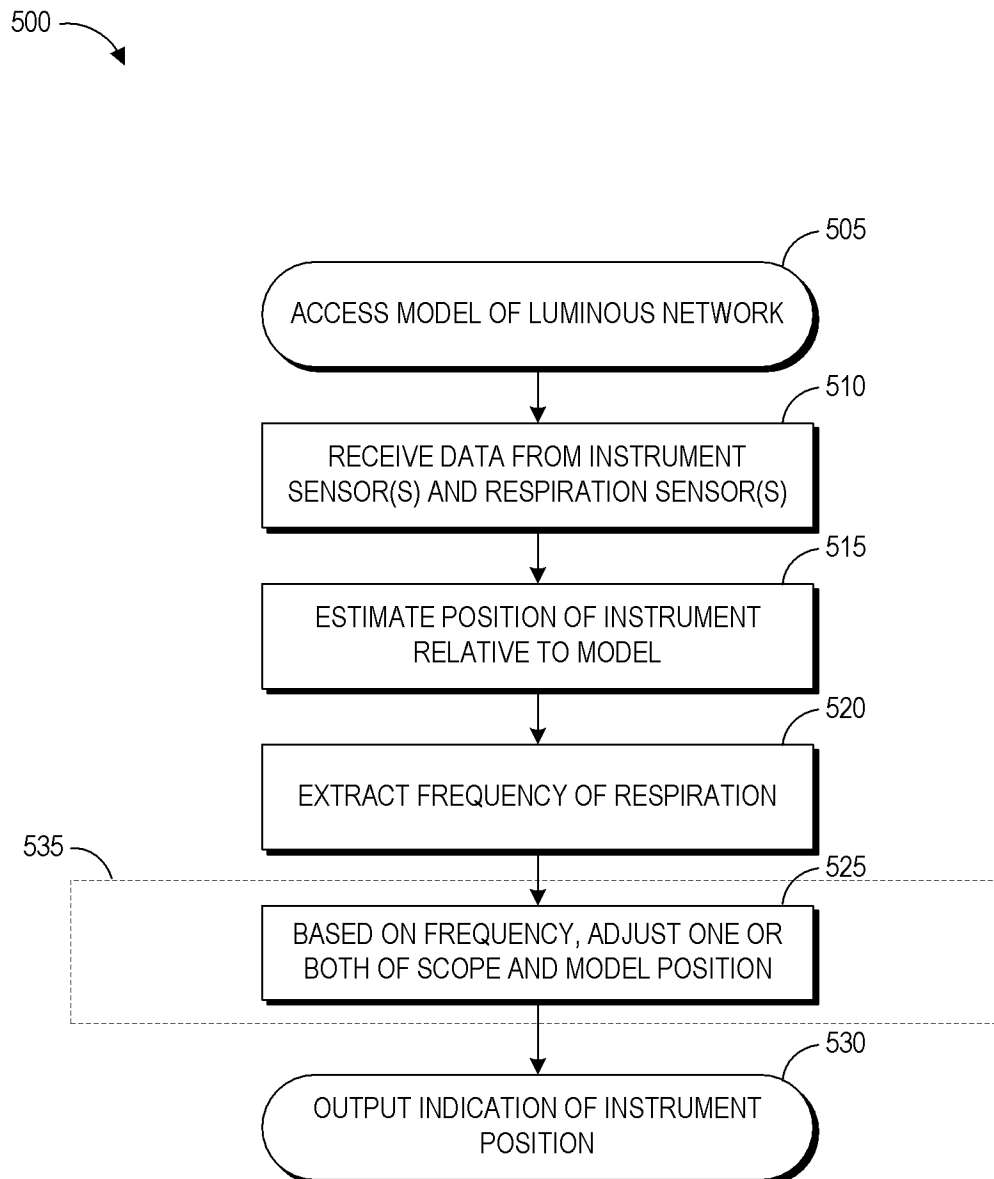 500
505
ACCESS MODEL OF LUMINOUS NETWORK
510
RECEIVE DATA FROM INSTRUMENT
SENSOR(S) AND RESPIRATION SENSOR(S)
515
ESTIMATE POSITION OF INSTRUMENT
RELATIVE TO MODEL
520
EXTRACT FREQUENCY OF RESPIRATION
535
525
BASED ON FREQUENCY, ADJUST ONE OR
BOTH OF SCOPE AND MODEL POSITION
530
OUTPUT INDICATION OF INSTRUMENT
POSITION